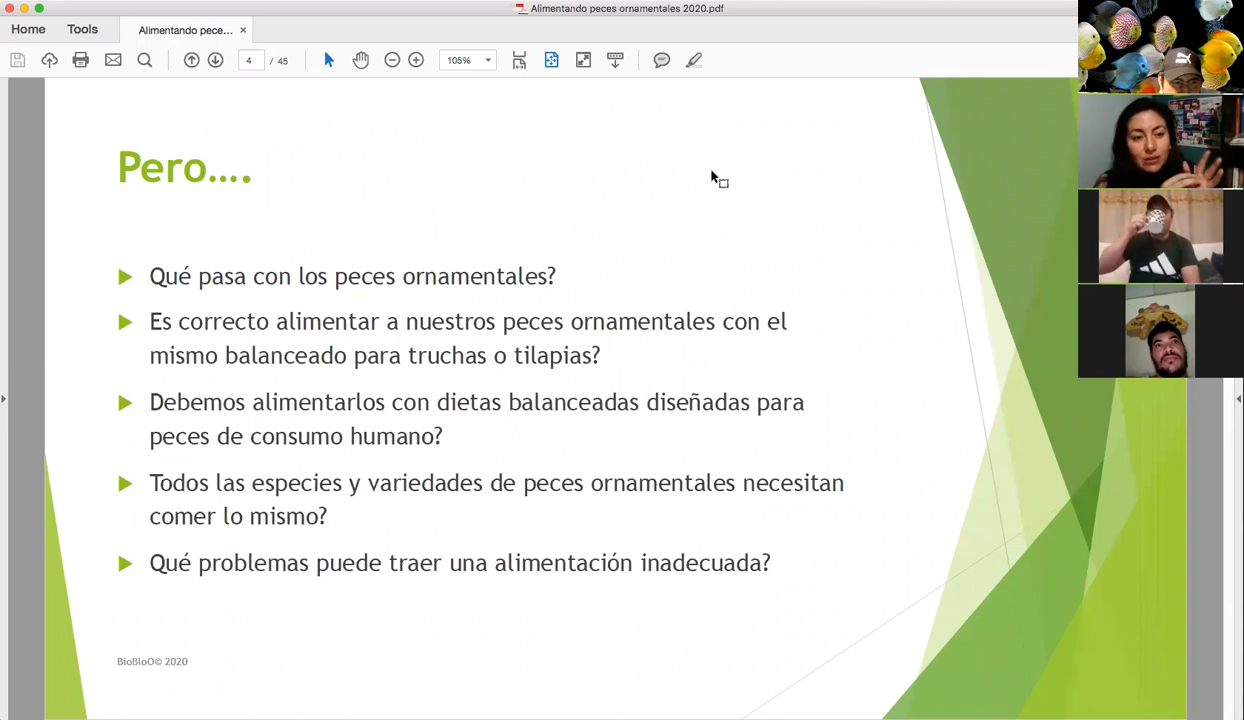 Alimentando peces ornamentales 2020.pdf
Home
Tools
Alimentando pece...
×
4 / 45
105%
Pero....
Qué pasa con los peces ornamentales?
Es correcto alimentar a nuestros peces ornamentales con el
mismo balanceado para truchas o tilapias?
Debemos alimentarlos con dietas balanceadas diseñadas para
peces de consumo humano?
Todos las especies y variedades de peces ornamentales necesitan
comer lo mismo?
Qué problemas puede traer una alimentación inadecuada?
BioBloO© 2020